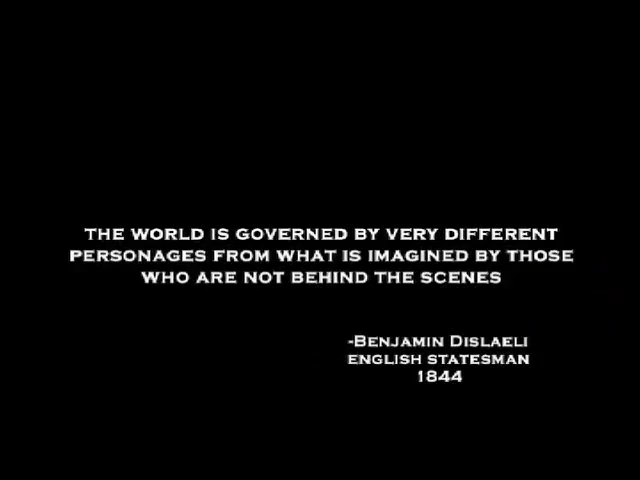 THE WORLD IS GOVERNED BY VERY DIFFERENT
PERSONAGES FROM WHAT IS IMAGINED BY THOSE
WHO ARE NOT BEHIND THE SCENES
-BENJAMIN DISLAELI
ENGLISH STATESMAN
1844